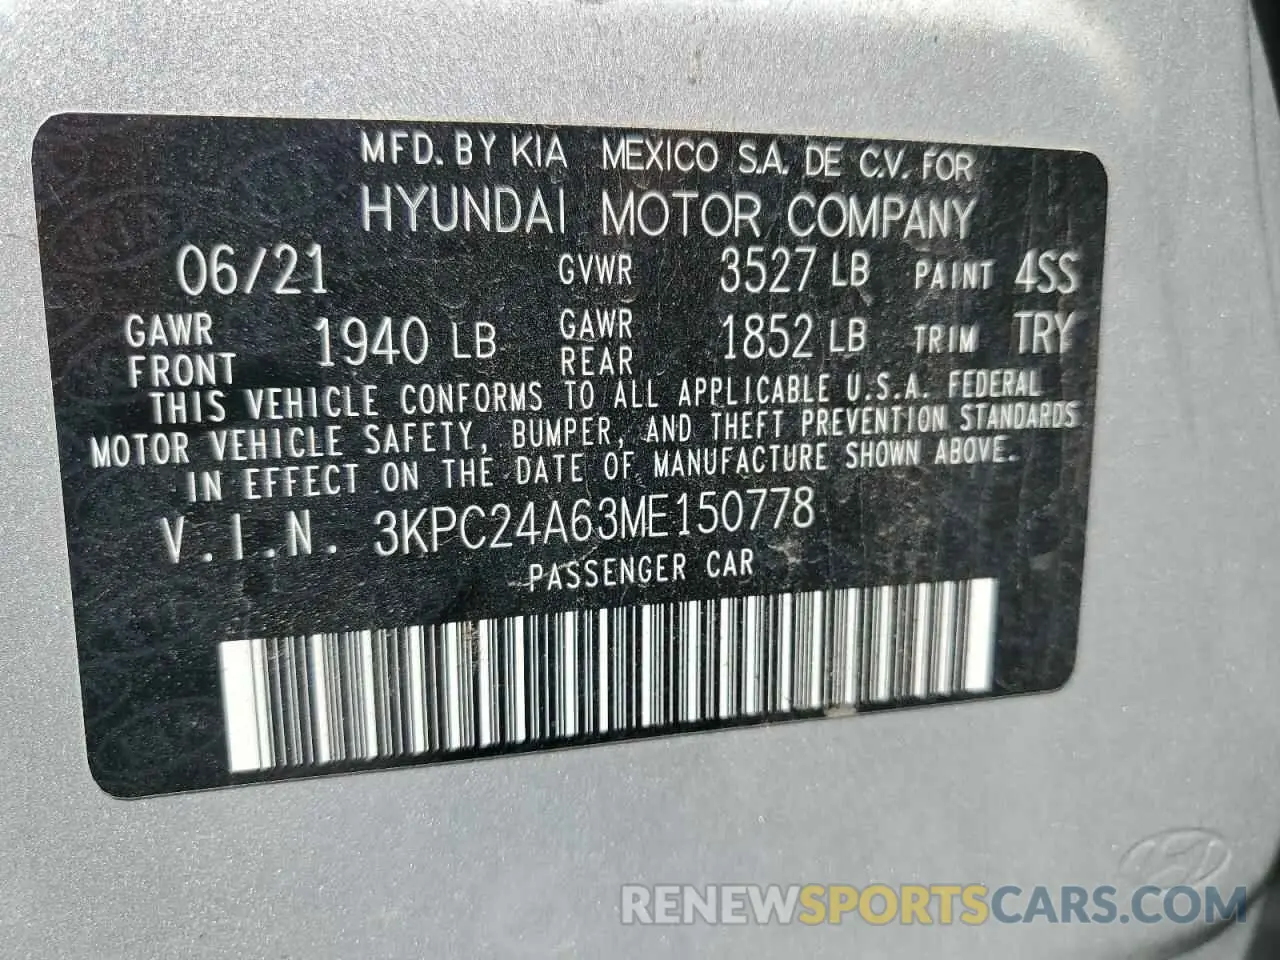 MFD. BY KIA MEXICO S.A. DE C.V. FOR
HYUNDAI MOTOR COMPANY
06/21 GVWR 3527 LB PAINT 4SS
GAWR FRONT 1940 LB GAWR REAR 1852 LB TRIM TRY
THIS VEHICLE CONFORMS TO ALL APPLICABLE U.S.A. FEDERAL
MOTOR VEHICLE SAFETY, BUMPER, AND THEFT PREVENTION STANDARDS
IN EFFECT ON THE DATE OF MANUFACTURE SHOWN ABOVE.
V.I.N. 3KPC24A63ME150778
PASSENGER CAR
RENEWSPORTSCARS.COM